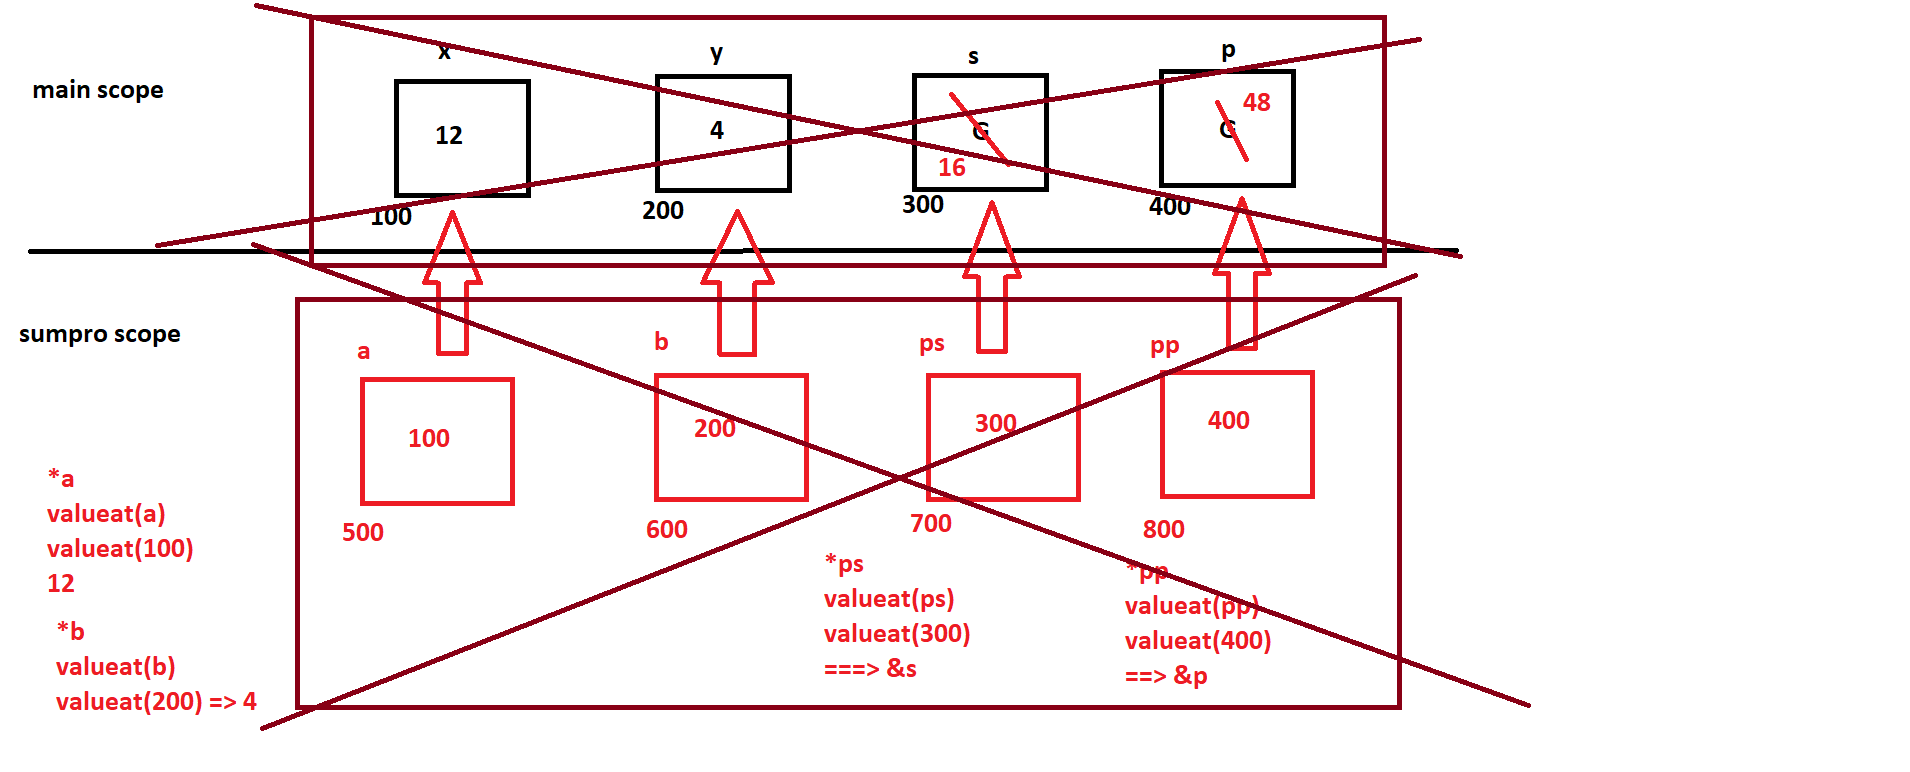 x
y
s
p
main scope
12
4
G
16
G
48
100
200
300
400
sumpro scope
a
b
ps
pp
100
200
300
400
500
600
700
800
*a
valueat(a)
valueat(100)
12
*b
valueat(b)
valueat(200) => 4
*ps
valueat(ps)
valueat(300)
===> &s
*pp
valueat(pp)
valueat(400)
==> &p